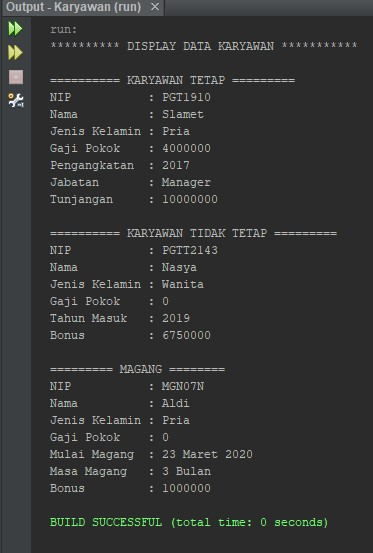 Output - Karyawan (run) ×
run:
********** DISPLAY DATA KARYAWAN ***********
========== KARYAWAN TETAP =========
NIP : PGT1910
Nama : Slamet
Jenis Kelamin : Pria
Gaji Pokok : 4000000
Pengangkatan : 2017
Jabatan : Manager
Tunjangan : 10000000
========== KARYAWAN TIDAK TETAP =========
NIP : PGTT2143
Nama : Nasya
Jenis Kelamin : Wanita
Gaji Pokok : 0
Tahun Masuk : 2019
Bonus : 6750000
========= MAGANG ========
NIP : MGN07N
Nama : Aldi
Jenis Kelamin : Pria
Gaji Pokok : 0
Mulai Magang : 23 Maret 2020
Masa Magang : 3 Bulan
Bonus : 1000000
BUILD SUCCESSFUL (total time: 0 seconds)